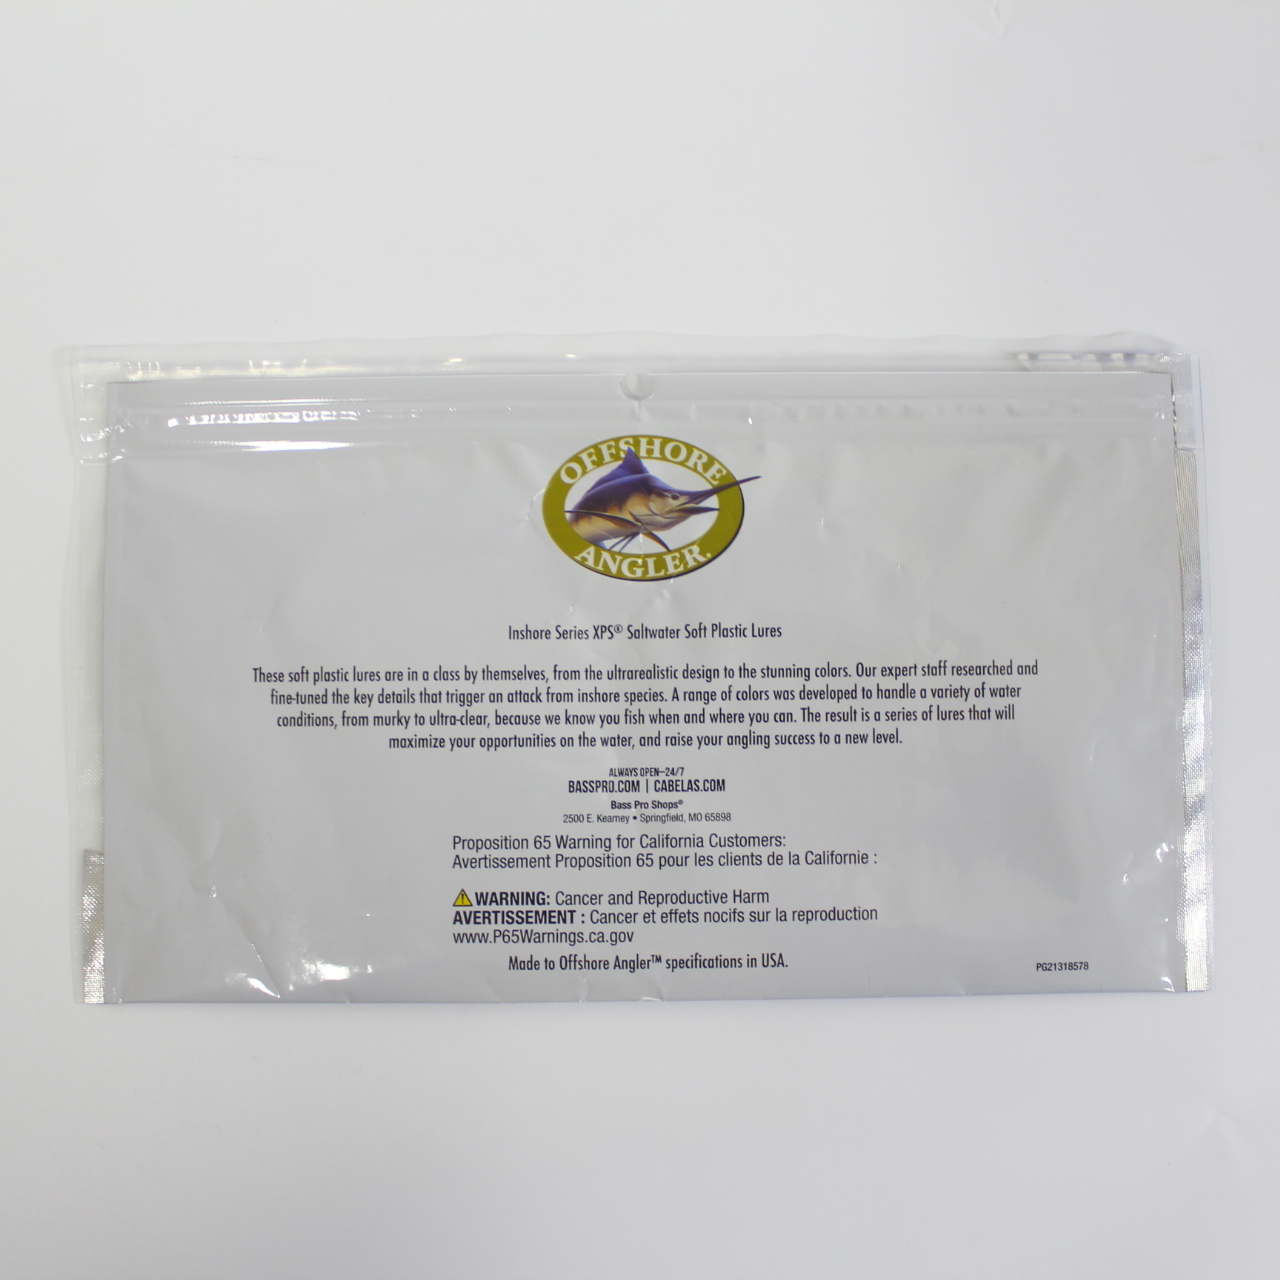 OFFSHORE
ANGLER®
Inshore Series XPS® Saltwater Soft Plastic Lures
These soft plastic lures are in a class by themselves, from the ultrarealistic design to the stunning colors. Our expert staff researched and
fine-tuned the key details that trigger an attack from inshore species. A range of colors was developed to handle a variety of water
conditions, from murky to ultra-clear, because we know you fish when and where you can. The result is a series of lures that will
maximize your opportunities on the water, and raise your angling success to a new level.
ALWAYS OPEN–24/7
BASSPRO.COM | CABELAS.COM
Bass Pro Shops®
2500 E. Kearney • Springfield, MO 65898
Proposition 65 Warning for California Customers:
Avertissement Proposition 65 pour les clients de la Californie :
WARNING: Cancer and Reproductive Harm
AVERTISSEMENT : Cancer et effets nocifs sur la reproduction
www.P65Warnings.ca.gov
Made to Offshore Angler™ specifications in USA.
PG21318578